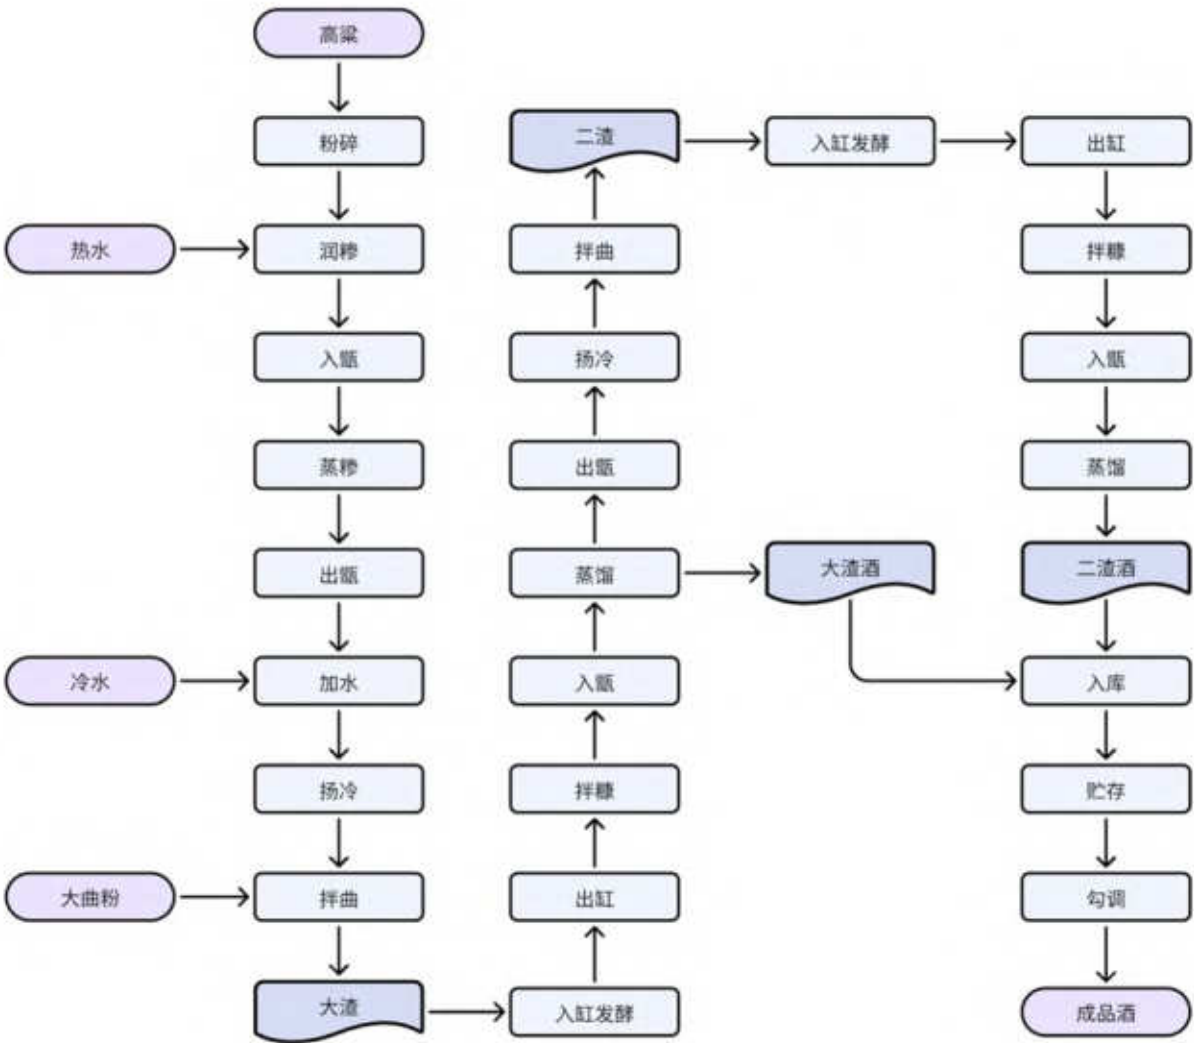 高粱
粉碎
热水
润糁
入甑
蒸糁
出甑
冷水
加水
扬冷
大曲粉
拌曲
大渣
入缸发酵
出缸
拌糠
入甑
蒸馏
大渣酒
出甑
扬冷
拌曲
二渣
入缸发酵
出缸
拌糠
入甑
蒸馏
二渣酒
入库
贮存
勾调
成品酒